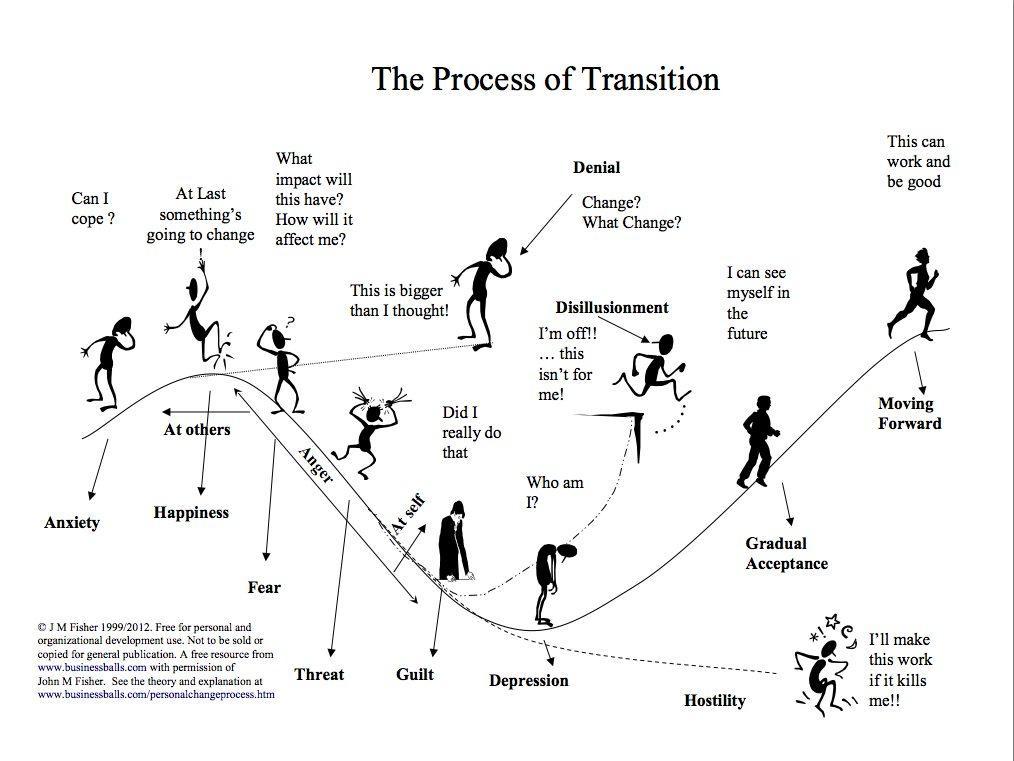 The Process of Transition
Can I
cope ?
At Last
something's
going to change
What
impact will
this have?
How will it
affect me?
Denial
Change?
What Change?
This can
work and
be good
This is bigger
than I thought!
Disillusionment
I'm off!!
… this
isn't for
me!
I can see
myself in
the
future
?
At others
Anger
At self
Did I
really do
that
Who am
I?
Moving
Forward
Anxiety
Happiness
Fear
Threat
Guilt
Depression
Gradual
Acceptance
Hostility
I'll make
this work
if it kills
me!!
*!
© J M Fisher 1999/2012. Free for personal and
organizational development use. Not to be sold or
copied for general publication. A free resource from
www.businessballs.com with permission of
John M Fisher.  See the theory and explanation at
www.businessballs.com/personalchangeprocess.htm